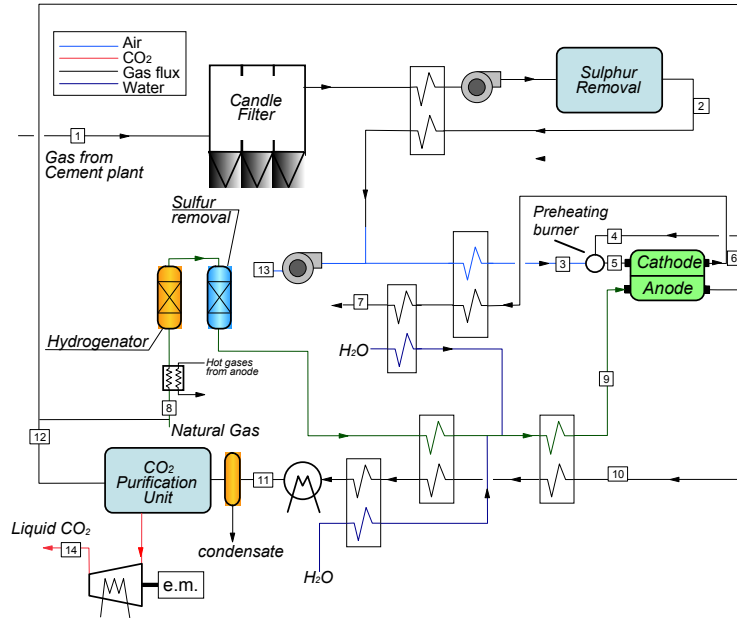 Air
CO₂
Gas flux
Water
Candle
Filter
Sulphur
Removal
2
1
Gas from
Cement plant
Sulfur
removal
Preheating
burner
4
13
3
5
Cathode
6
Anode
7
Hydrogenator
H₂O
Hot gases
from anode
9
8
Natural Gas
12
CO₂
Purification
Unit
11
10
Liquid CO₂
14
condensate
e.m.
H₂O